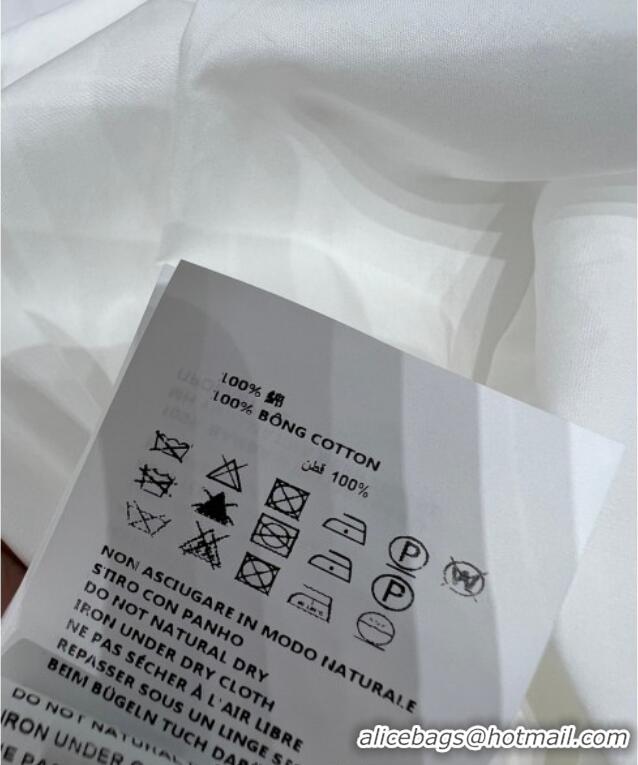 100% 綿
100% BÔNG COTTON
100% قطن
P
P
W
NON ASCIUGARE IN MODO NATURALE
STIRO CON PANHO
DO NOT NATURAL DRY
IRON UNDER DRY CLOTH
NE PAS SÉCHER À L'AIR LIBRE
REPASSER SOUS UN LINGE
BEIM BÜGELN TUCH
DO NOT NATURAL
IRON UNDER
alicebags@hotmail.com